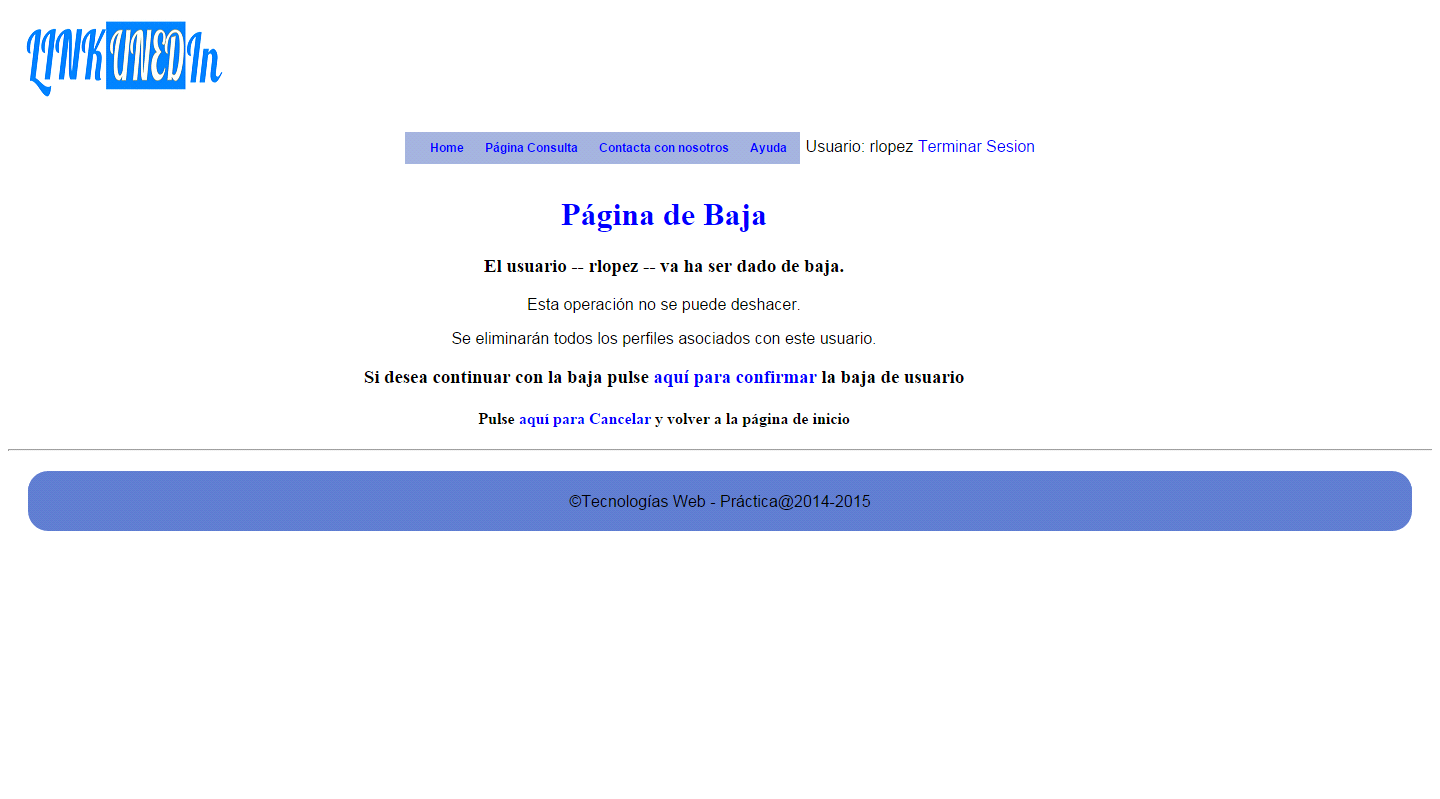 LINKUNEDIn
Home Página Consulta Contacta con nosotros Ayuda Usuario: rlopez Terminar Sesion
Página de Baja
El usuario -- rlopez -- va ha ser dado de baja.
Esta operación no se puede deshacer.
Se eliminarán todos los perfiles asociados con este usuario.
Si desea continuar con la baja pulse aquí para confirmar la baja de usuario
Pulse aquí para Cancelar y volver a la página de inicio
©Tecnologías Web - Práctica@2014-2015